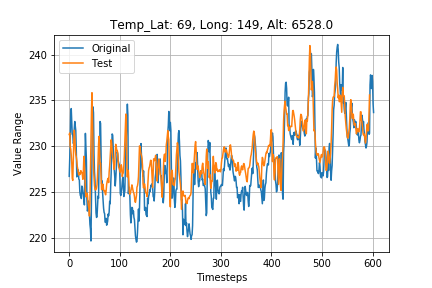 Temp_Lat: 69, Long: 149, Alt: 6528.0
Original
Test
Value Range
240
235
230
225
220
0 100 200 300 400 500 600
Timesteps